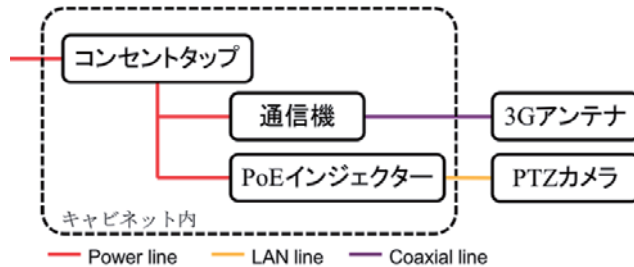 コンセントタップ
通信機
3Gアンテナ
PoEインジェクター
PTZカメラ
キャビネット内
Power line
LAN line
Coaxial line